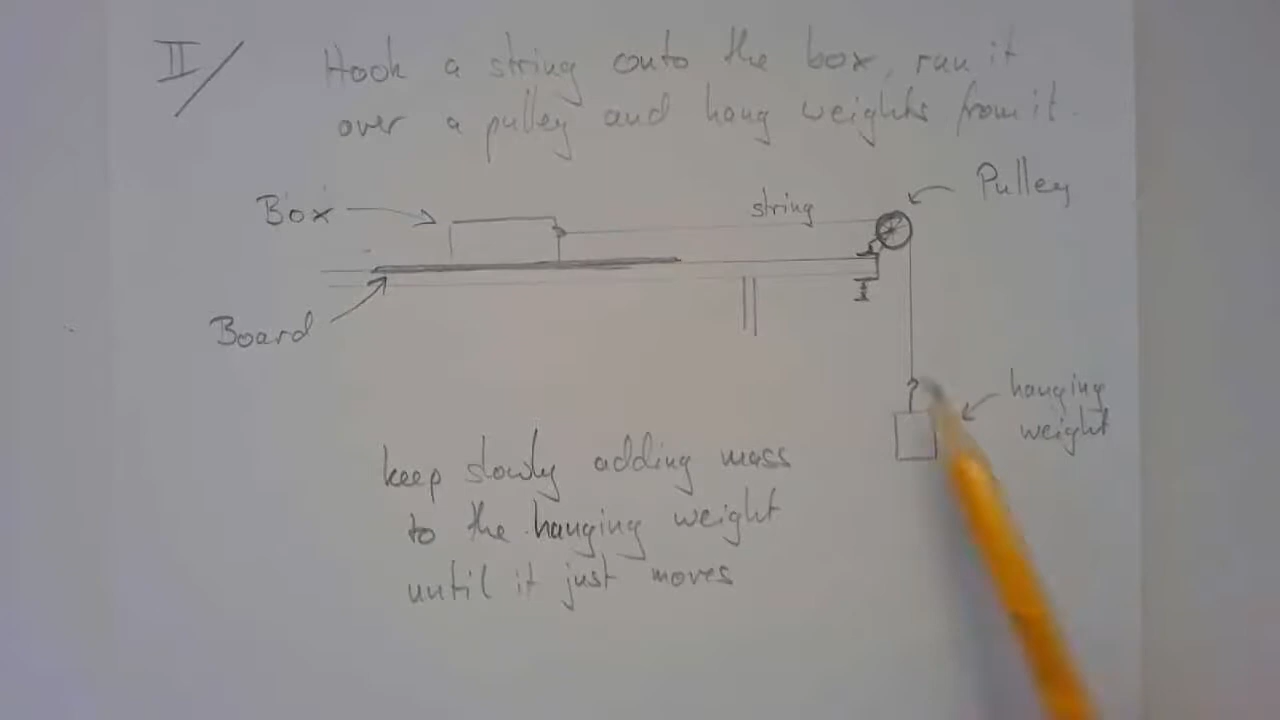 II/ Hook a string onto the box, run it
over a pulley and hang weights from it.
Pulley
string
Box
Board
hanging
weight
keep slowly adding mass
to the hanging weight
until it just moves